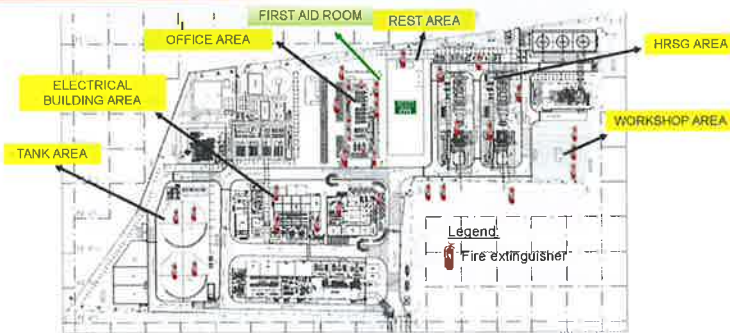 FIRST AID ROOM
REST AREA
OFFICE AREA
HRSG AREA
ELECTRICAL
BUILDING AREA
WORKSHOP AREA
TANK AREA
Legend:
Fire extinguisher